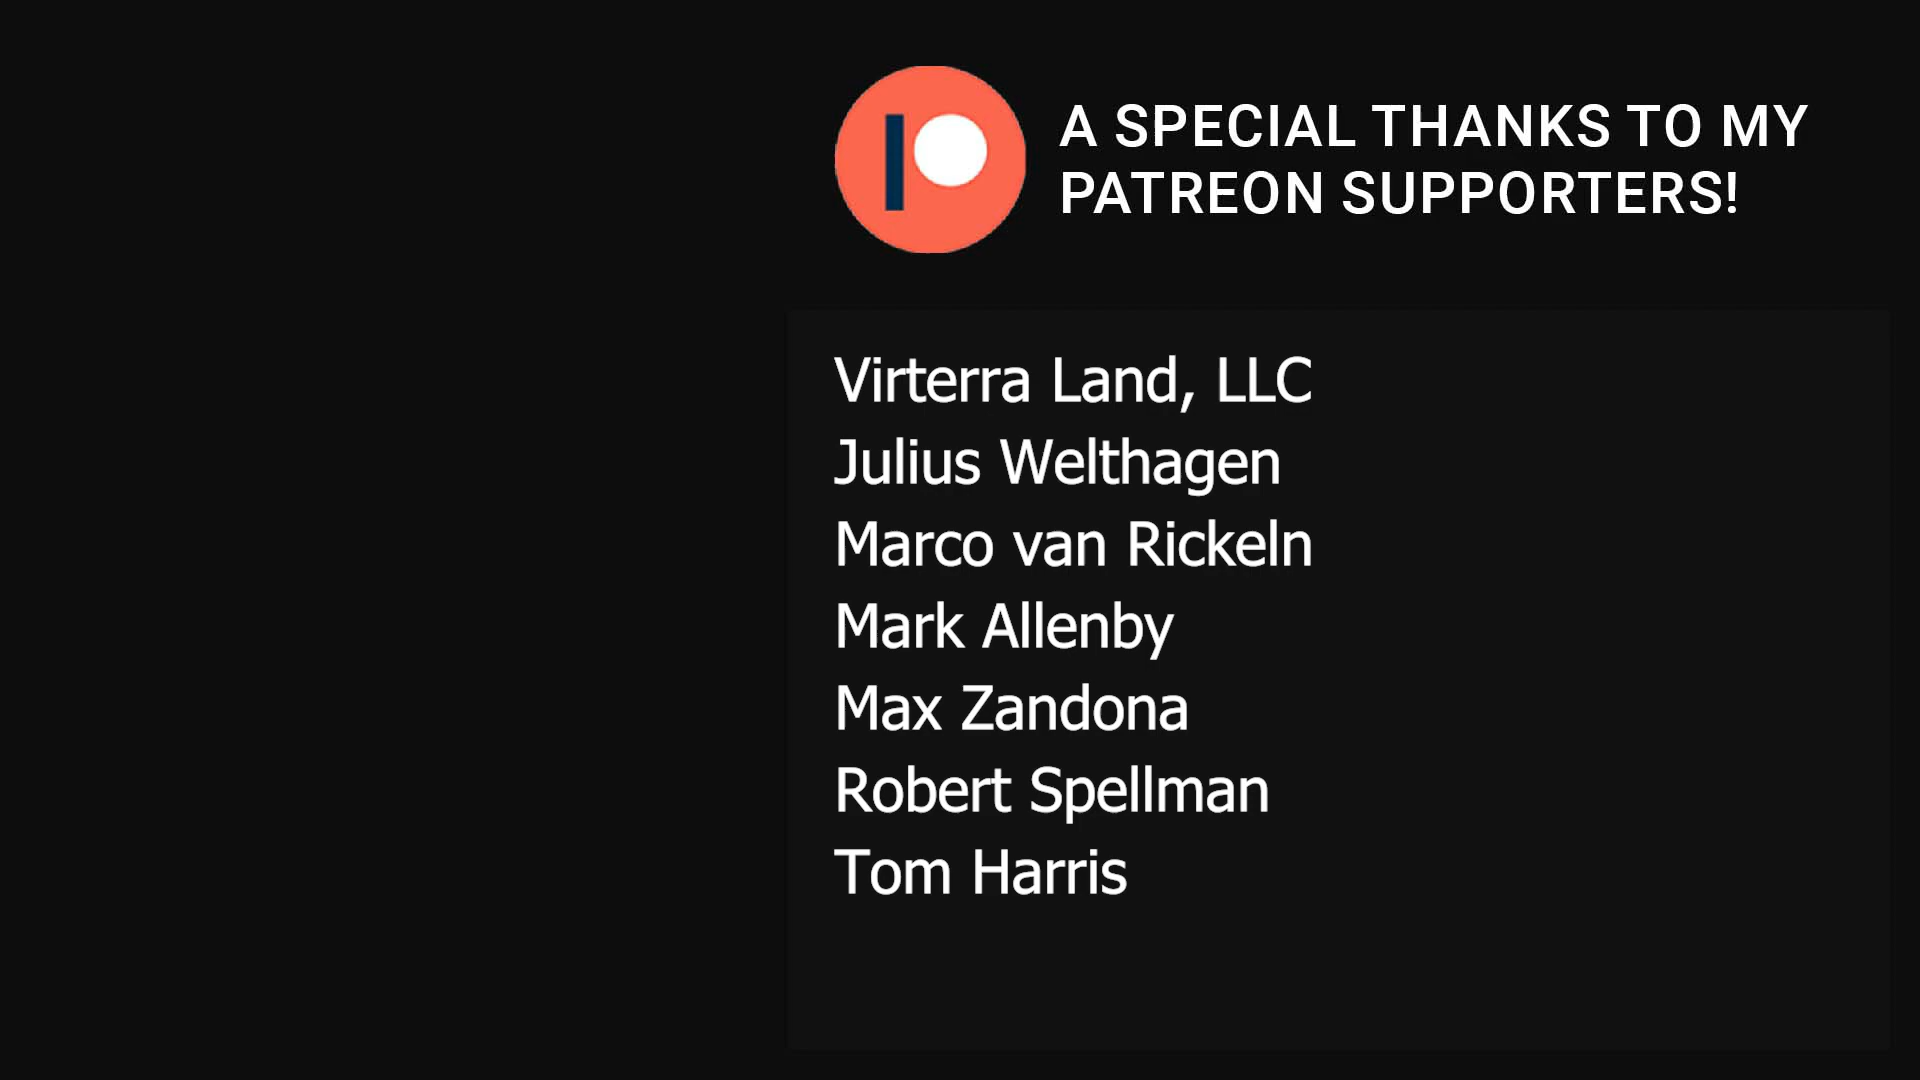 A SPECIAL THANKS TO MY
PATREON SUPPORTERS!
Virterra Land, LLC
Julius Welthagen
Marco van Rickeln
Mark Allenby
Max Zandona
Robert Spellman
Tom Harris